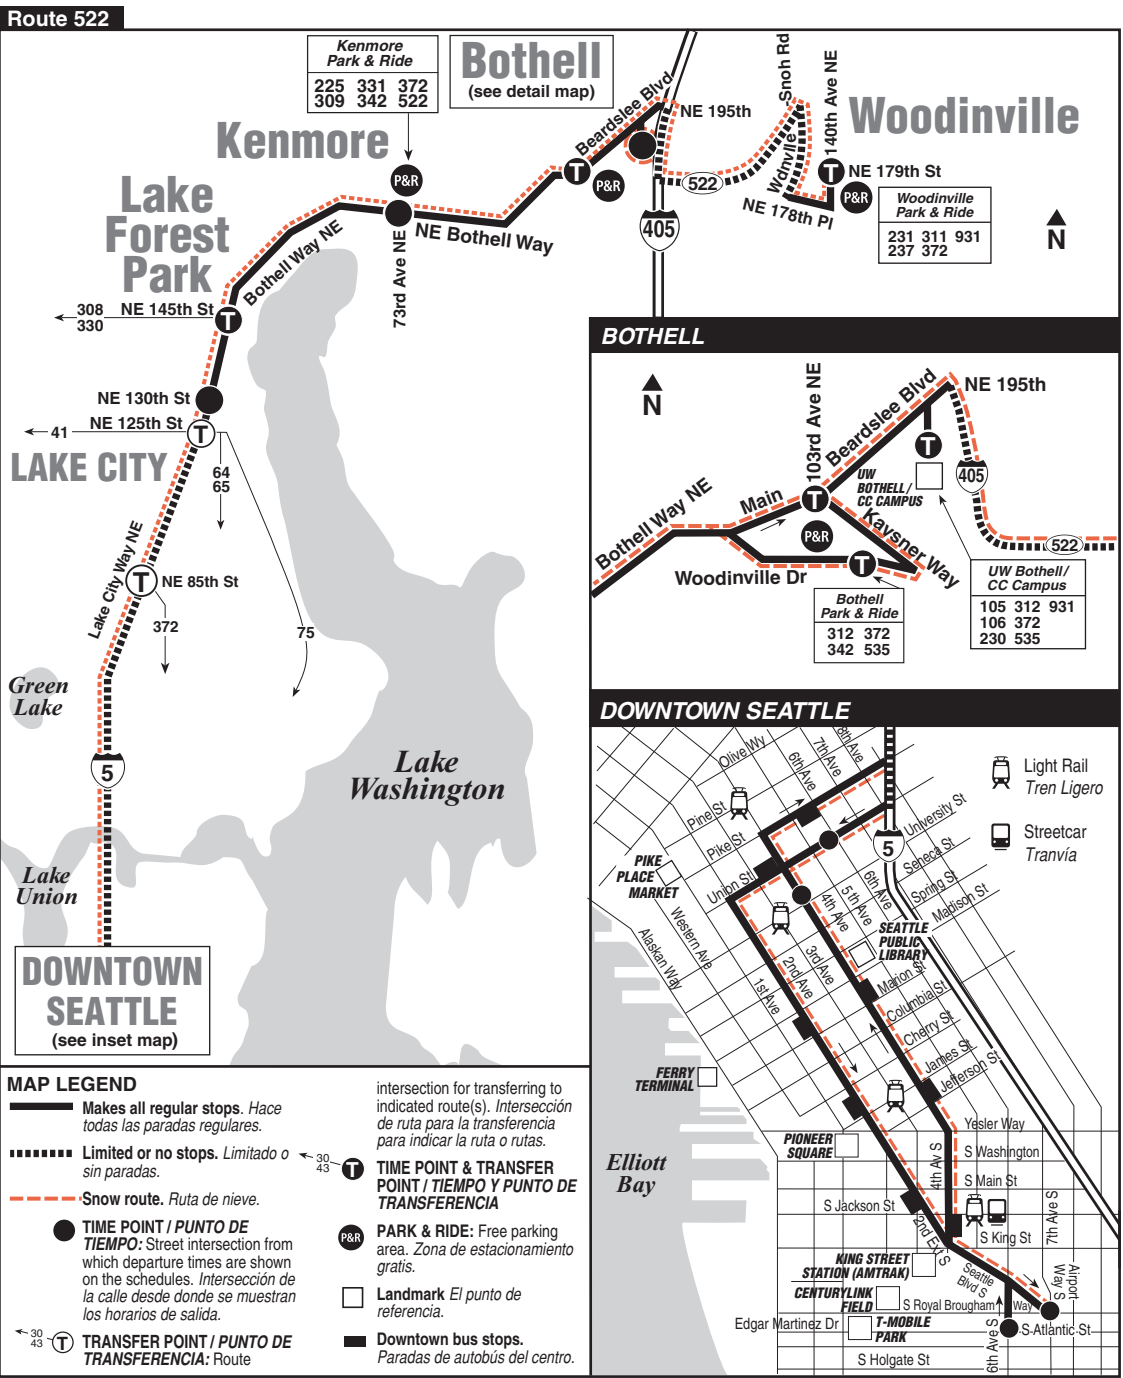 Route 522
Kenmore
Park & Ride
225 331 372
309 342 522
Bothell
(see detail map)
Kenmore
P&R
Beardslee Blvd
NE 195th
T
P&R
522
405
Wdnvlle-Snoh Rd
140th Ave NE
Woodinville
T
NE 179th St
P&R
NE 178th Pl
Woodinville
Park & Ride
231 311 931
237 372
N
Lake
Forest
Park
Bothell Way NE
73rd Ave NE
NE Bothell Way
308
330
NE 145th St
T
NE 130th St
NE 125th St
41
T
LAKE CITY
64
65
Lake City Way NE
T
NE 85th St
372
75
Green
Lake
5
Lake
Washington
Lake
Union
DOWNTOWN
SEATTLE
(see inset map)
BOTHELL
N
103rd Ave NE
Beardslee Blvd
NE 195th
T
UW
BOTHELL/
CC CAMPUS
405
Bothell Way NE
Main
T
P&R
Kaysner Way
522
Woodinville Dr
T
Bothell
Park & Ride
312 372
342 535
UW Bothell/
CC Campus
105 312 931
106 372
230 535
DOWNTOWN SEATTLE
Olive Wy
6th Ave
7th Ave
8th Ave
Light Rail
Tren Ligero
Streetcar
Tranvía
Pine St
Pike St
Union St
University St
5
Seneca St
Spring St
Madison St
PIKE
PLACE
MARKET
Western Ave
Alaskan Way
4th Ave
5th Ave
6th Ave
SEATTLE
PUBLIC
LIBRARY
1st Ave
2nd Ave
3rd Ave
Marion St
Columbia St
Cherry St
James St
Jefferson St
FERRY
TERMINAL
Yesler Way
PIONEER
SQUARE
4th Av S
S Washington
S Main St
Elliott
Bay
S Jackson St
2nd Ext S
S King St
7th Ave S
KING STREET
STATION (AMTRAK)
Seattle
Blvd S
Airport
Way S
CENTURYLINK
FIELD
S Royal Brougham Way
Edgar Martinez Dr
T-MOBILE
PARK
6th Ave S
S Atlantic St
S Holgate St
MAP LEGEND
Makes all regular stops. Hace
todas las paradas regulares.
Limited or no stops. Limitado o
sin paradas.
Snow route. Ruta de nieve.
TIME POINT / PUNTO DE
TIEMPO: Street intersection from
which departure times are shown
on the schedules. Intersección de
la calle desde donde se muestran
los horarios de salida.
30
43
T
TRANSFER POINT / PUNTO DE
TRANSFERENCIA: Route
intersection for transferring to
indicated route(s). Intersección
de ruta para la transferencia
para indicar la ruta o rutas.
30
43
T
TIME POINT & TRANSFER
POINT / TIEMPO Y PUNTO DE
TRANSFERENCIA
P&R
PARK & RIDE: Free parking
area. Zona de estacionamiento
gratis.
Landmark El punto de
referencia.
Downtown bus stops.
Paradas de autobús del centro.